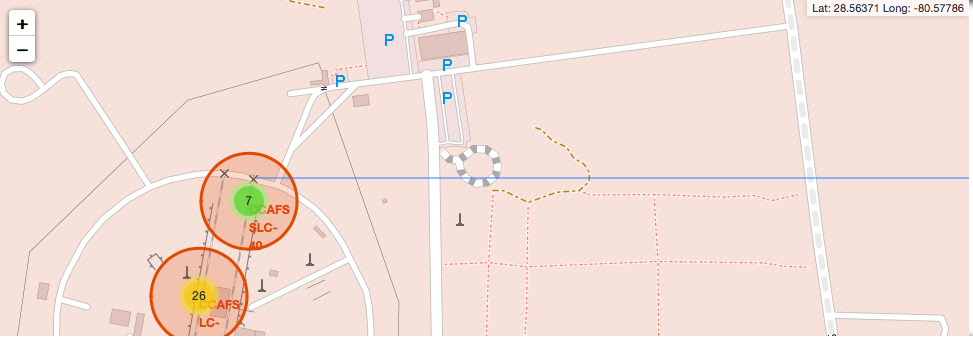 +
Lat: 28.56371 Long: -80.57786
−
P
P
P
P
P
7
CCAFS
SLC-
40
26
CCAFS
LC-